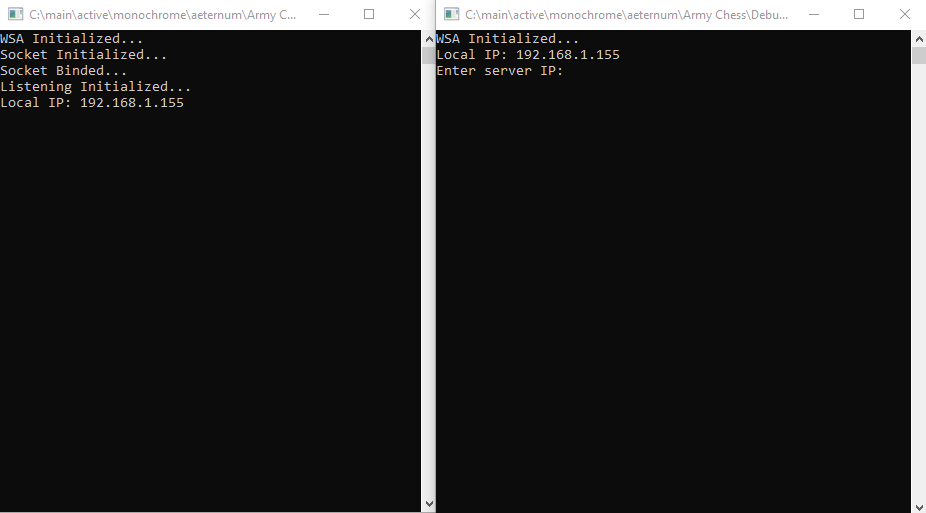 C:\main\active\monochrome\aeternum\Army C...
WSA Initialized...
Socket Initialized...
Socket Binded...
Listening Initialized...
Local IP: 192.168.1.155
C:\main\active\monochrome\aeternum\Army Chess\Debu...
WSA Initialized...
Local IP: 192.168.1.155
Enter server IP: